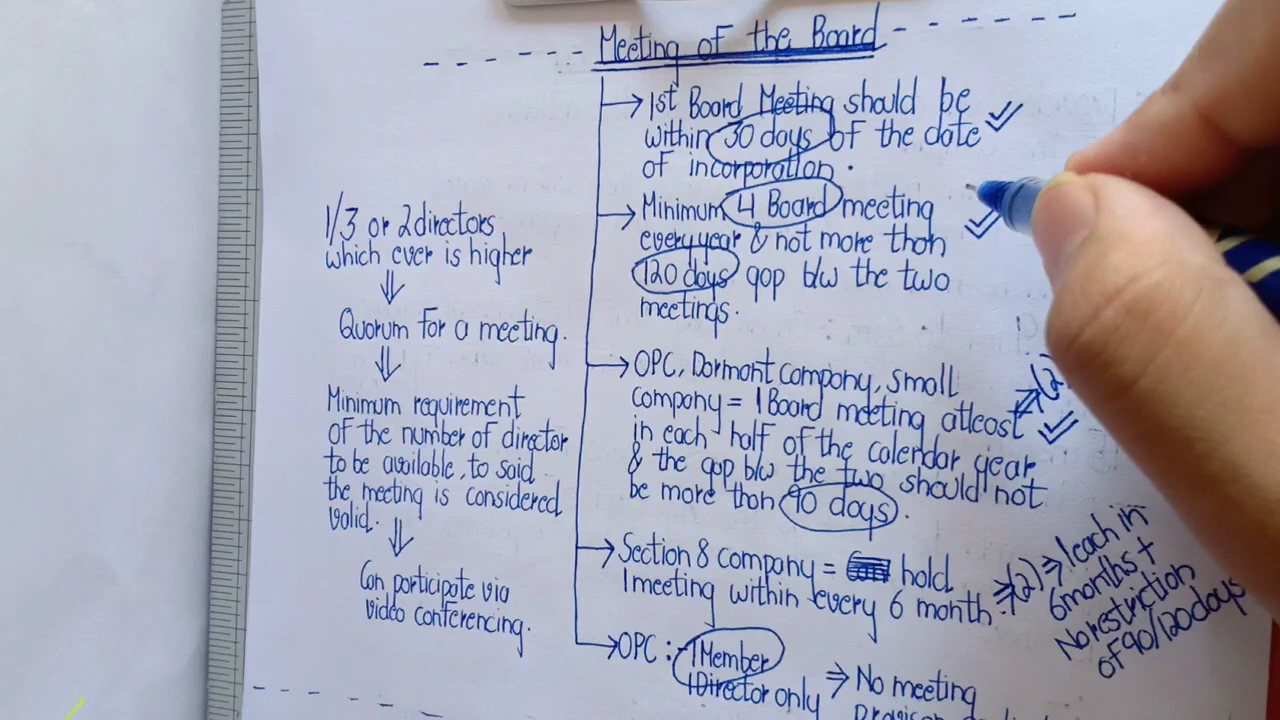 Meeting of the Board
1st Board Meeting should be
within 30 days of the date
of incorporation.
Minimum 4 Board meeting
every year & not more than
120 days gap b/w the two
meetings.
OPC, Dormant company, small
company = 1 Board meeting atleast
in each half of the calendar year
& the gap b/w the two should not
be more than 90 days.
⇒(2)
Section 8 company = hold
1 meeting within every 6 month.
⇒(2)⇒ 1 each in
6 months +
No restriction
of 90/120 days
OPC :- 1 Member
1 Director only
⇒ No meeting
1/3 or 2 directors
which ever is higher
Quorum for a meeting.
Minimum requirement
of the number of director
to be available, to said
the meeting is considered
valid.
Can participate via
video conferencing.